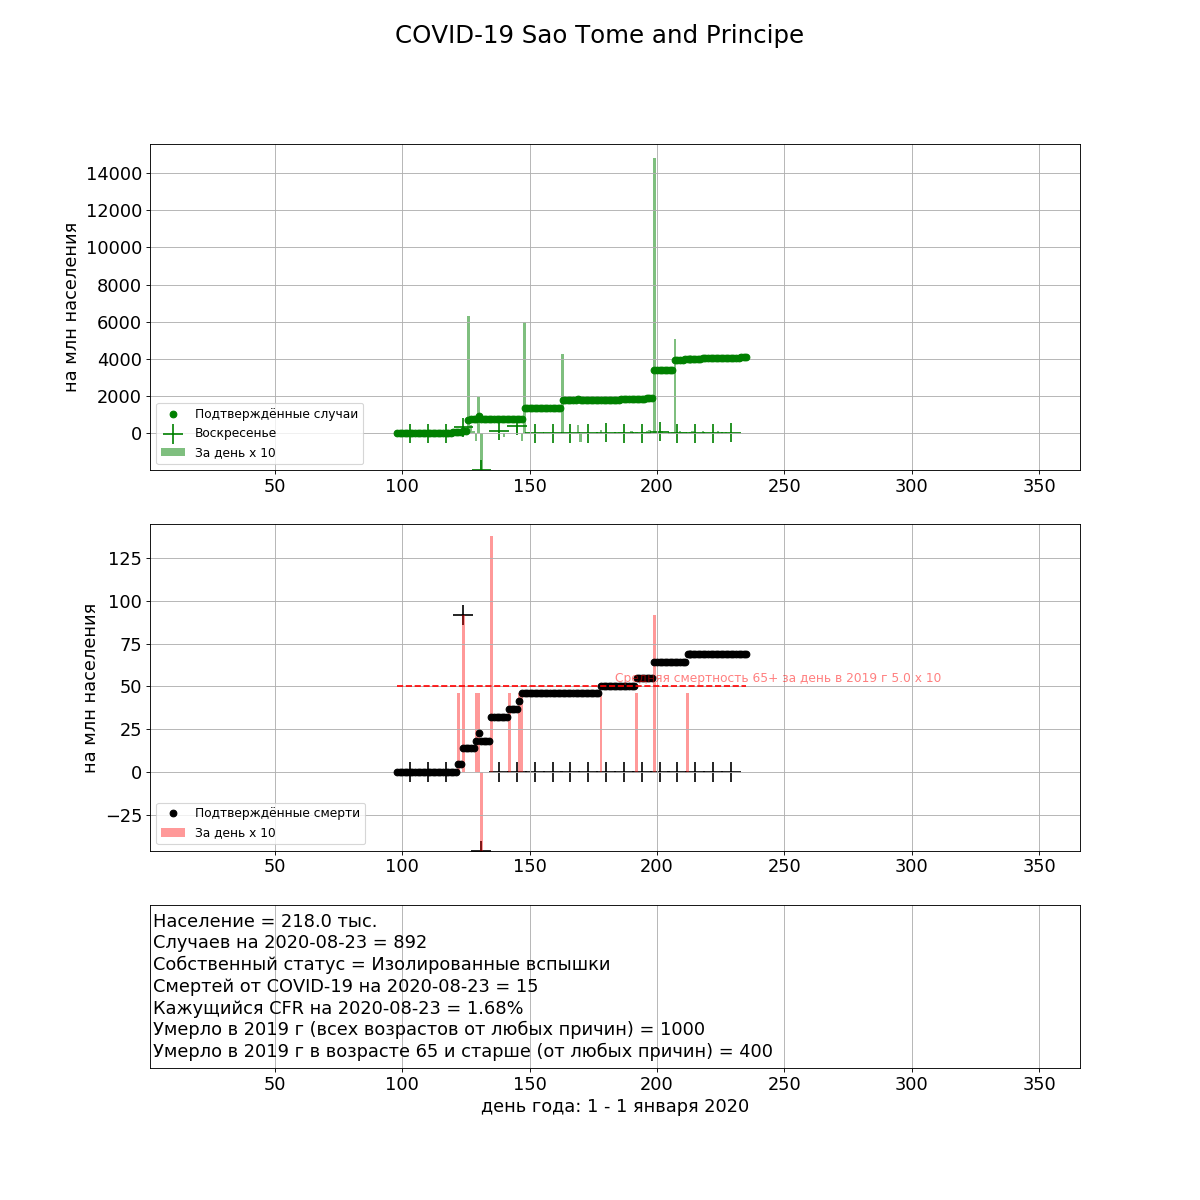 COVID-19 Sao Tome and Principe
на млн населения
14000
12000
10000
8000
6000
4000
2000
0
Подтверждённые случаи
Воскресенье
За день x 10
50 100 150 200 250 300 350
на млн населения
125
100
75
50
25
0
−25
Средняя смертность 65+ за день в 2019 г 5.0 x 10
Подтверждённые смерти
За день x 10
50 100 150 200 250 300 350
Население = 218.0 тыс.
Случаев на 2020-08-23 = 892
Собственный статус = Изолированные вспышки
Смертей от COVID-19 на 2020-08-23 = 15
Кажущийся CFR на 2020-08-23 = 1.68%
Умерло в 2019 г (всех возрастов от любых причин) = 1000
Умерло в 2019 г в возрасте 65 и старше (от любых причин) = 400
50 100 150 200 250 300 350
день года: 1 - 1 января 2020